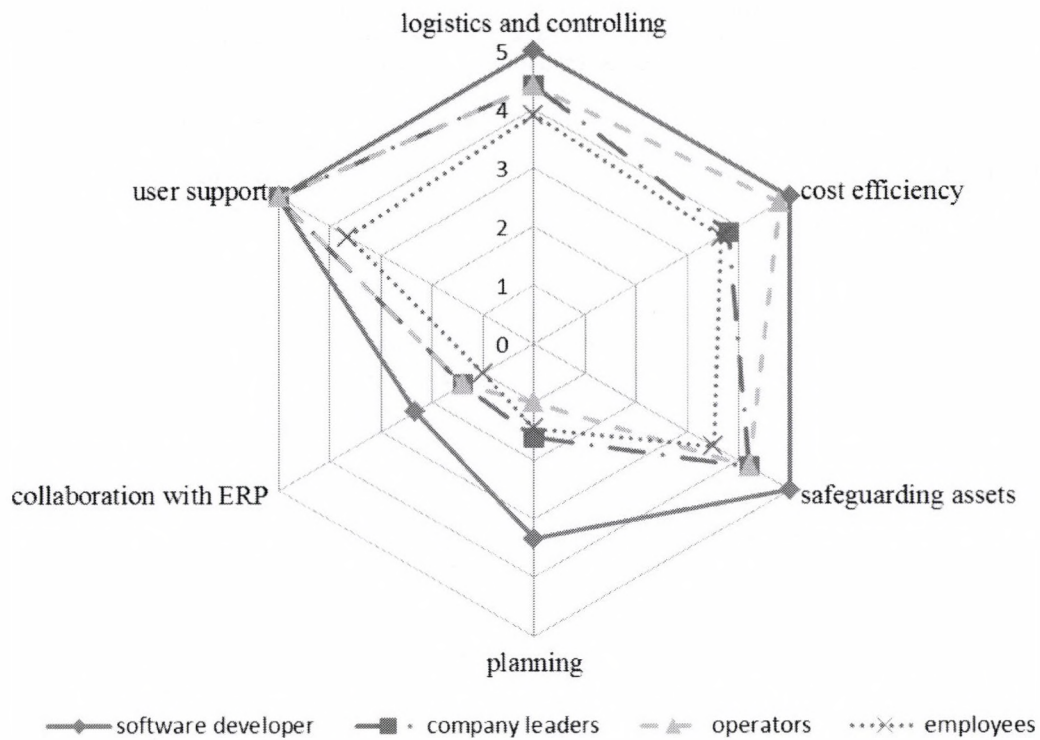 logistics and controlling
5
4
3
2
1
0
user support
cost efficiency
collaboration with ERP
safeguarding assets
planning
software developer company leaders operators employees